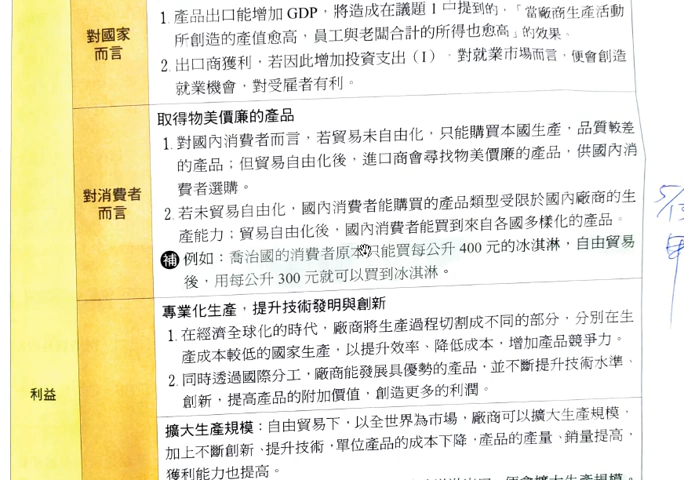 對國家
而言
1.產品出口能增加 GDP，將造成在議題 1 中提到的，「當廠商生產活動
所創造的產值愈高，員工與老闆合計的所得也愈高」的效果。
2.出口商獲利，若因此增加投資支出（I），對就業市場而言，便會創造
就業機會，對受雇者有利。
對消費者
而言
取得物美價廉的產品
1.對國內消費者而言，若貿易未自由化，只能購買本國生產，品質較差
的產品；但貿易自由化後，進口商會尋找物美價廉的產品，供國內消
費者選購。
2.若未貿易自由化，國內消費者能購買的產品類型受限於國內廠商的生
產能力；貿易自由化後，國內消費者能買到來自各國多樣化的產品。
補 例如：喬治國的消費者原本只能買每公升 400 元的冰淇淋，自由貿易
後，用每公升 300 元就可以買到冰淇淋。
利益
專業化生產，提升技術發明與創新
1.在經濟全球化的時代，廠商將生產過程切割成不同的部分，分別在生
產成本較低的國家生產，以提升效率、降低成本，增加產品競爭力。
2.同時透過國際分工，廠商能發展具優勢的產品，並不斷提升技術水準、
創新，提高產品的附加價值，創造更多的利潤。
擴大生產規模：自由貿易下，以全世界為市場，廠商可以擴大生產規模，
加上不斷創新、提升技術，單位產品的成本下降，產品的產量、銷量提高，
獲利能力也提高。
便會擴大生產規模。